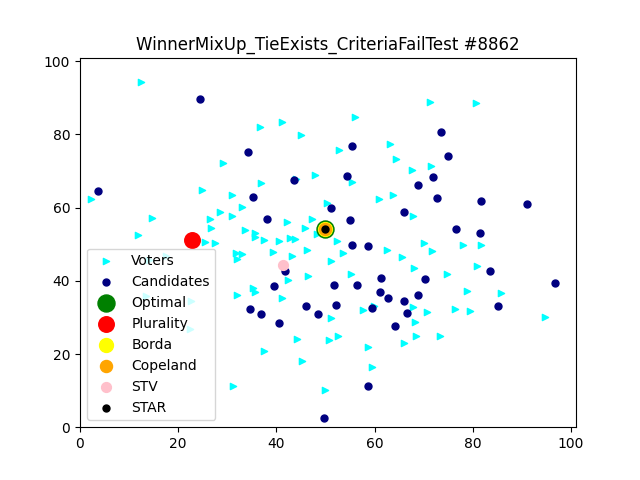 WinnerMixUp_TieExists_CriteriaFailTest #8862
100
80
60
40
20
0
0
20
40
60
80
100
Voters
Candidates
Optimal
Plurality
Borda
Copeland
STV
STAR